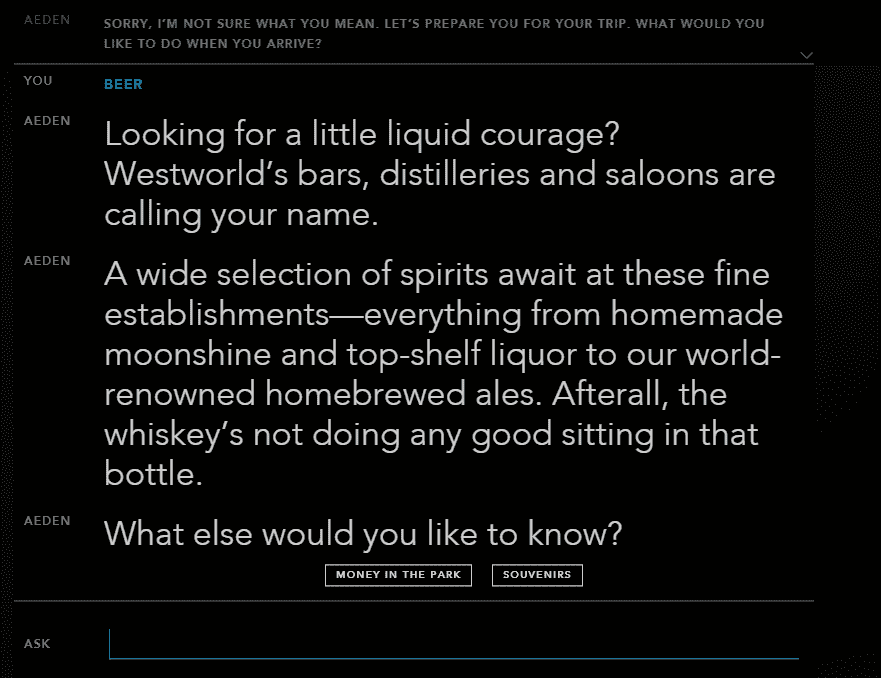 AEDEN
SORRY, I'M NOT SURE WHAT YOU MEAN. LET'S PREPARE YOU FOR YOUR TRIP. WHAT WOULD YOU
LIKE TO DO WHEN YOU ARRIVE?
YOU
BEER
AEDEN
Looking for a little liquid courage?
Westworld's bars, distilleries and saloons are
calling your name.
AEDEN
A wide selection of spirits await at these fine
establishments—everything from homemade
moonshine and top-shelf liquor to our world-
renowned homebrewed ales. Afterall, the
whiskey's not doing any good sitting in that
bottle.
AEDEN
What else would you like to know?
MONEY IN THE PARK
SOUVENIRS
ASK